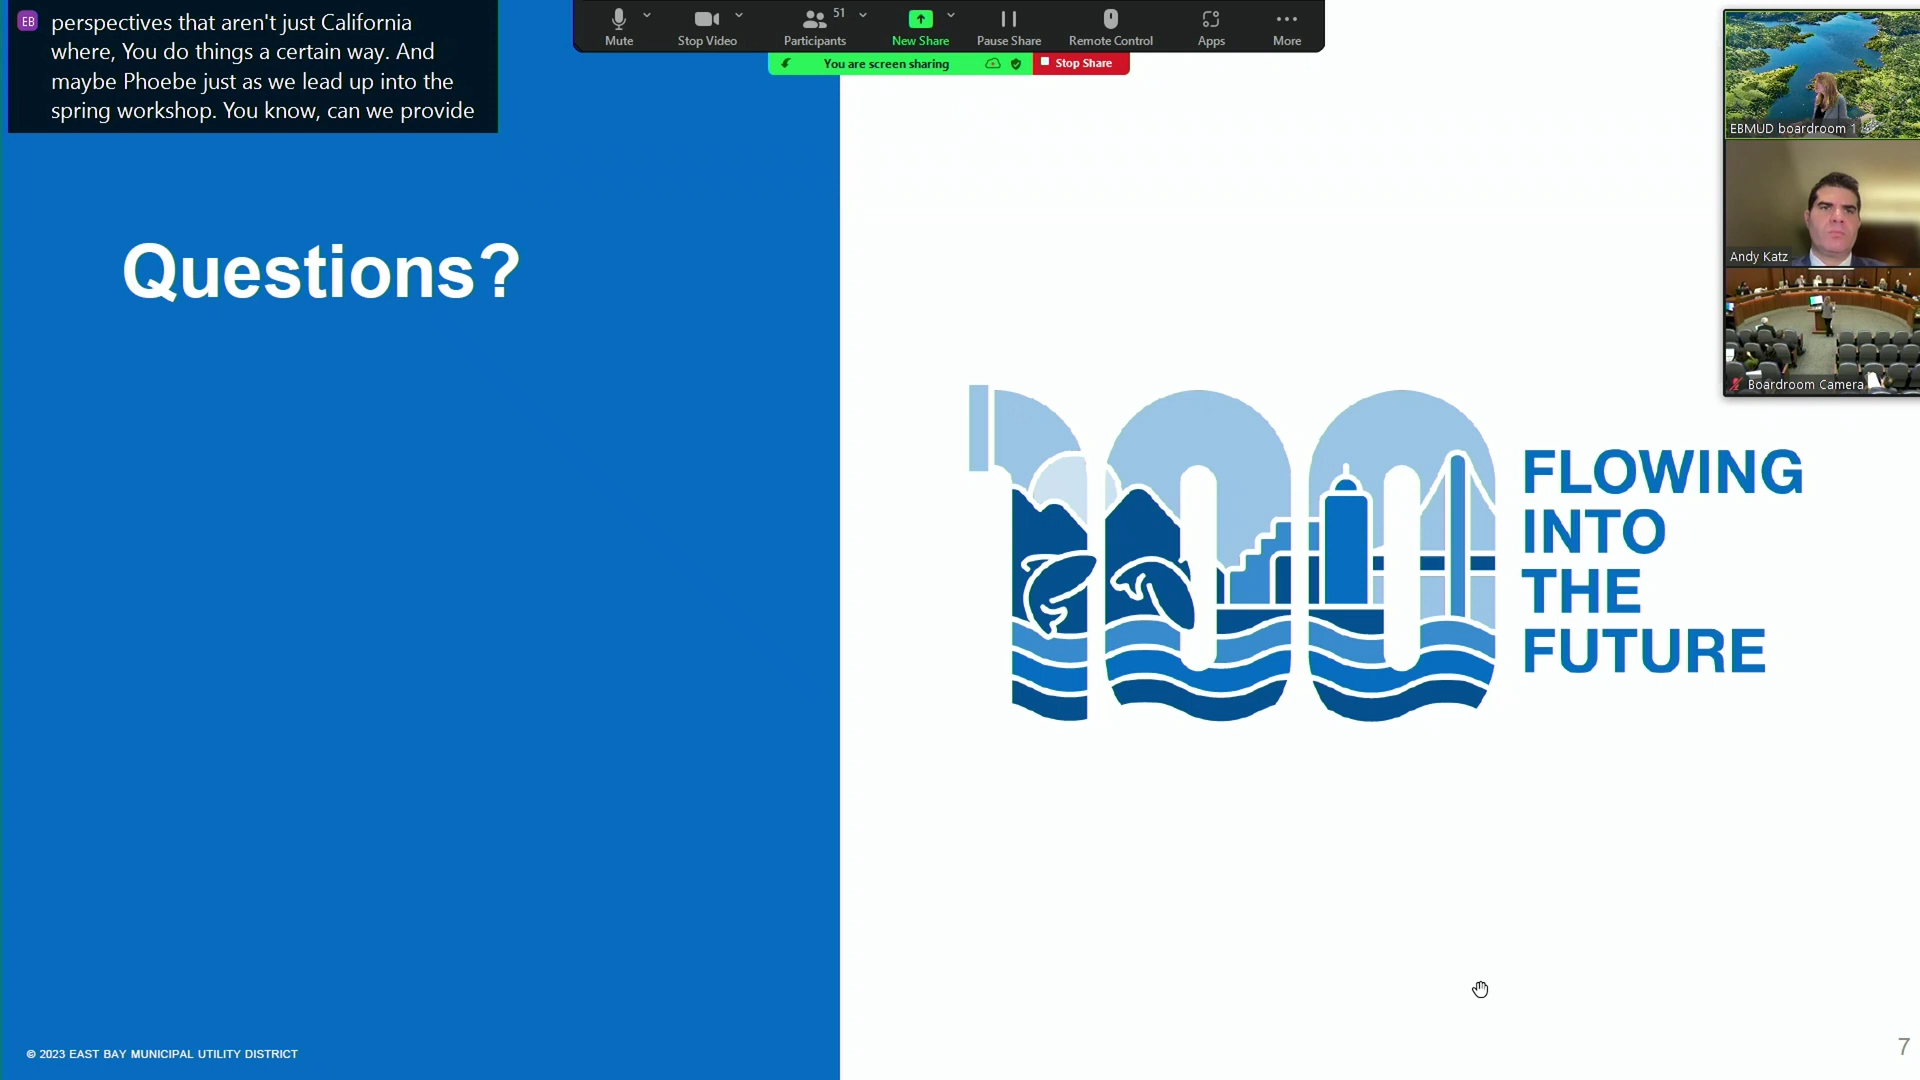 EB
perspectives that aren't just California
where, You do things a certain way. And
maybe Phoebe just as we lead up into the
spring workshop. You know, can we provide
Mute
Stop Video
51
Participants
New Share
Pause Share
Remote Control
Apps
More
You are screen sharing
Stop Share
EBMUD boardroom 1
Andy Katz
Boardroom Camera
Questions?
100
FLOWING
INTO
THE
FUTURE
© 2023 EAST BAY MUNICIPAL UTILITY DISTRICT
7